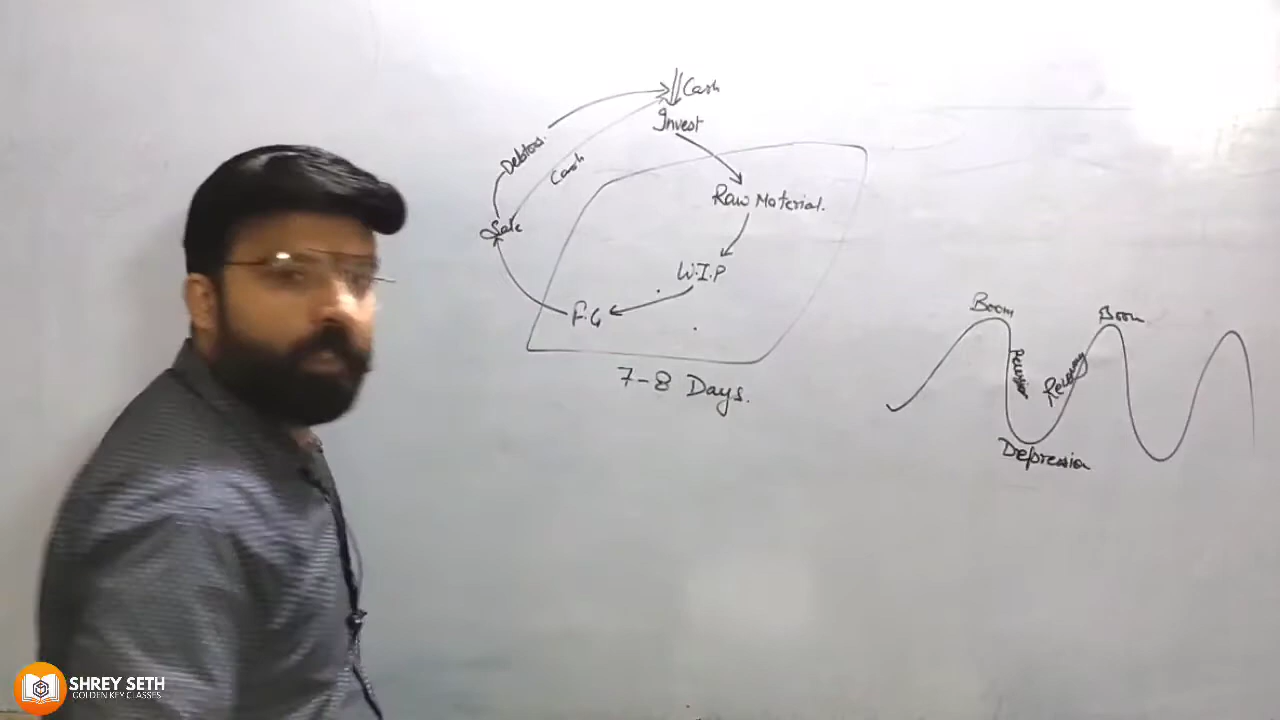 Cash
Invest
Debtors
Cash
Raw Material.
Sale
W.I.P
F.G
7-8 Days.
Boom
Boom
Recession
Recovery
Depression
SHREY SETH
GOLDEN KEY CLASSES